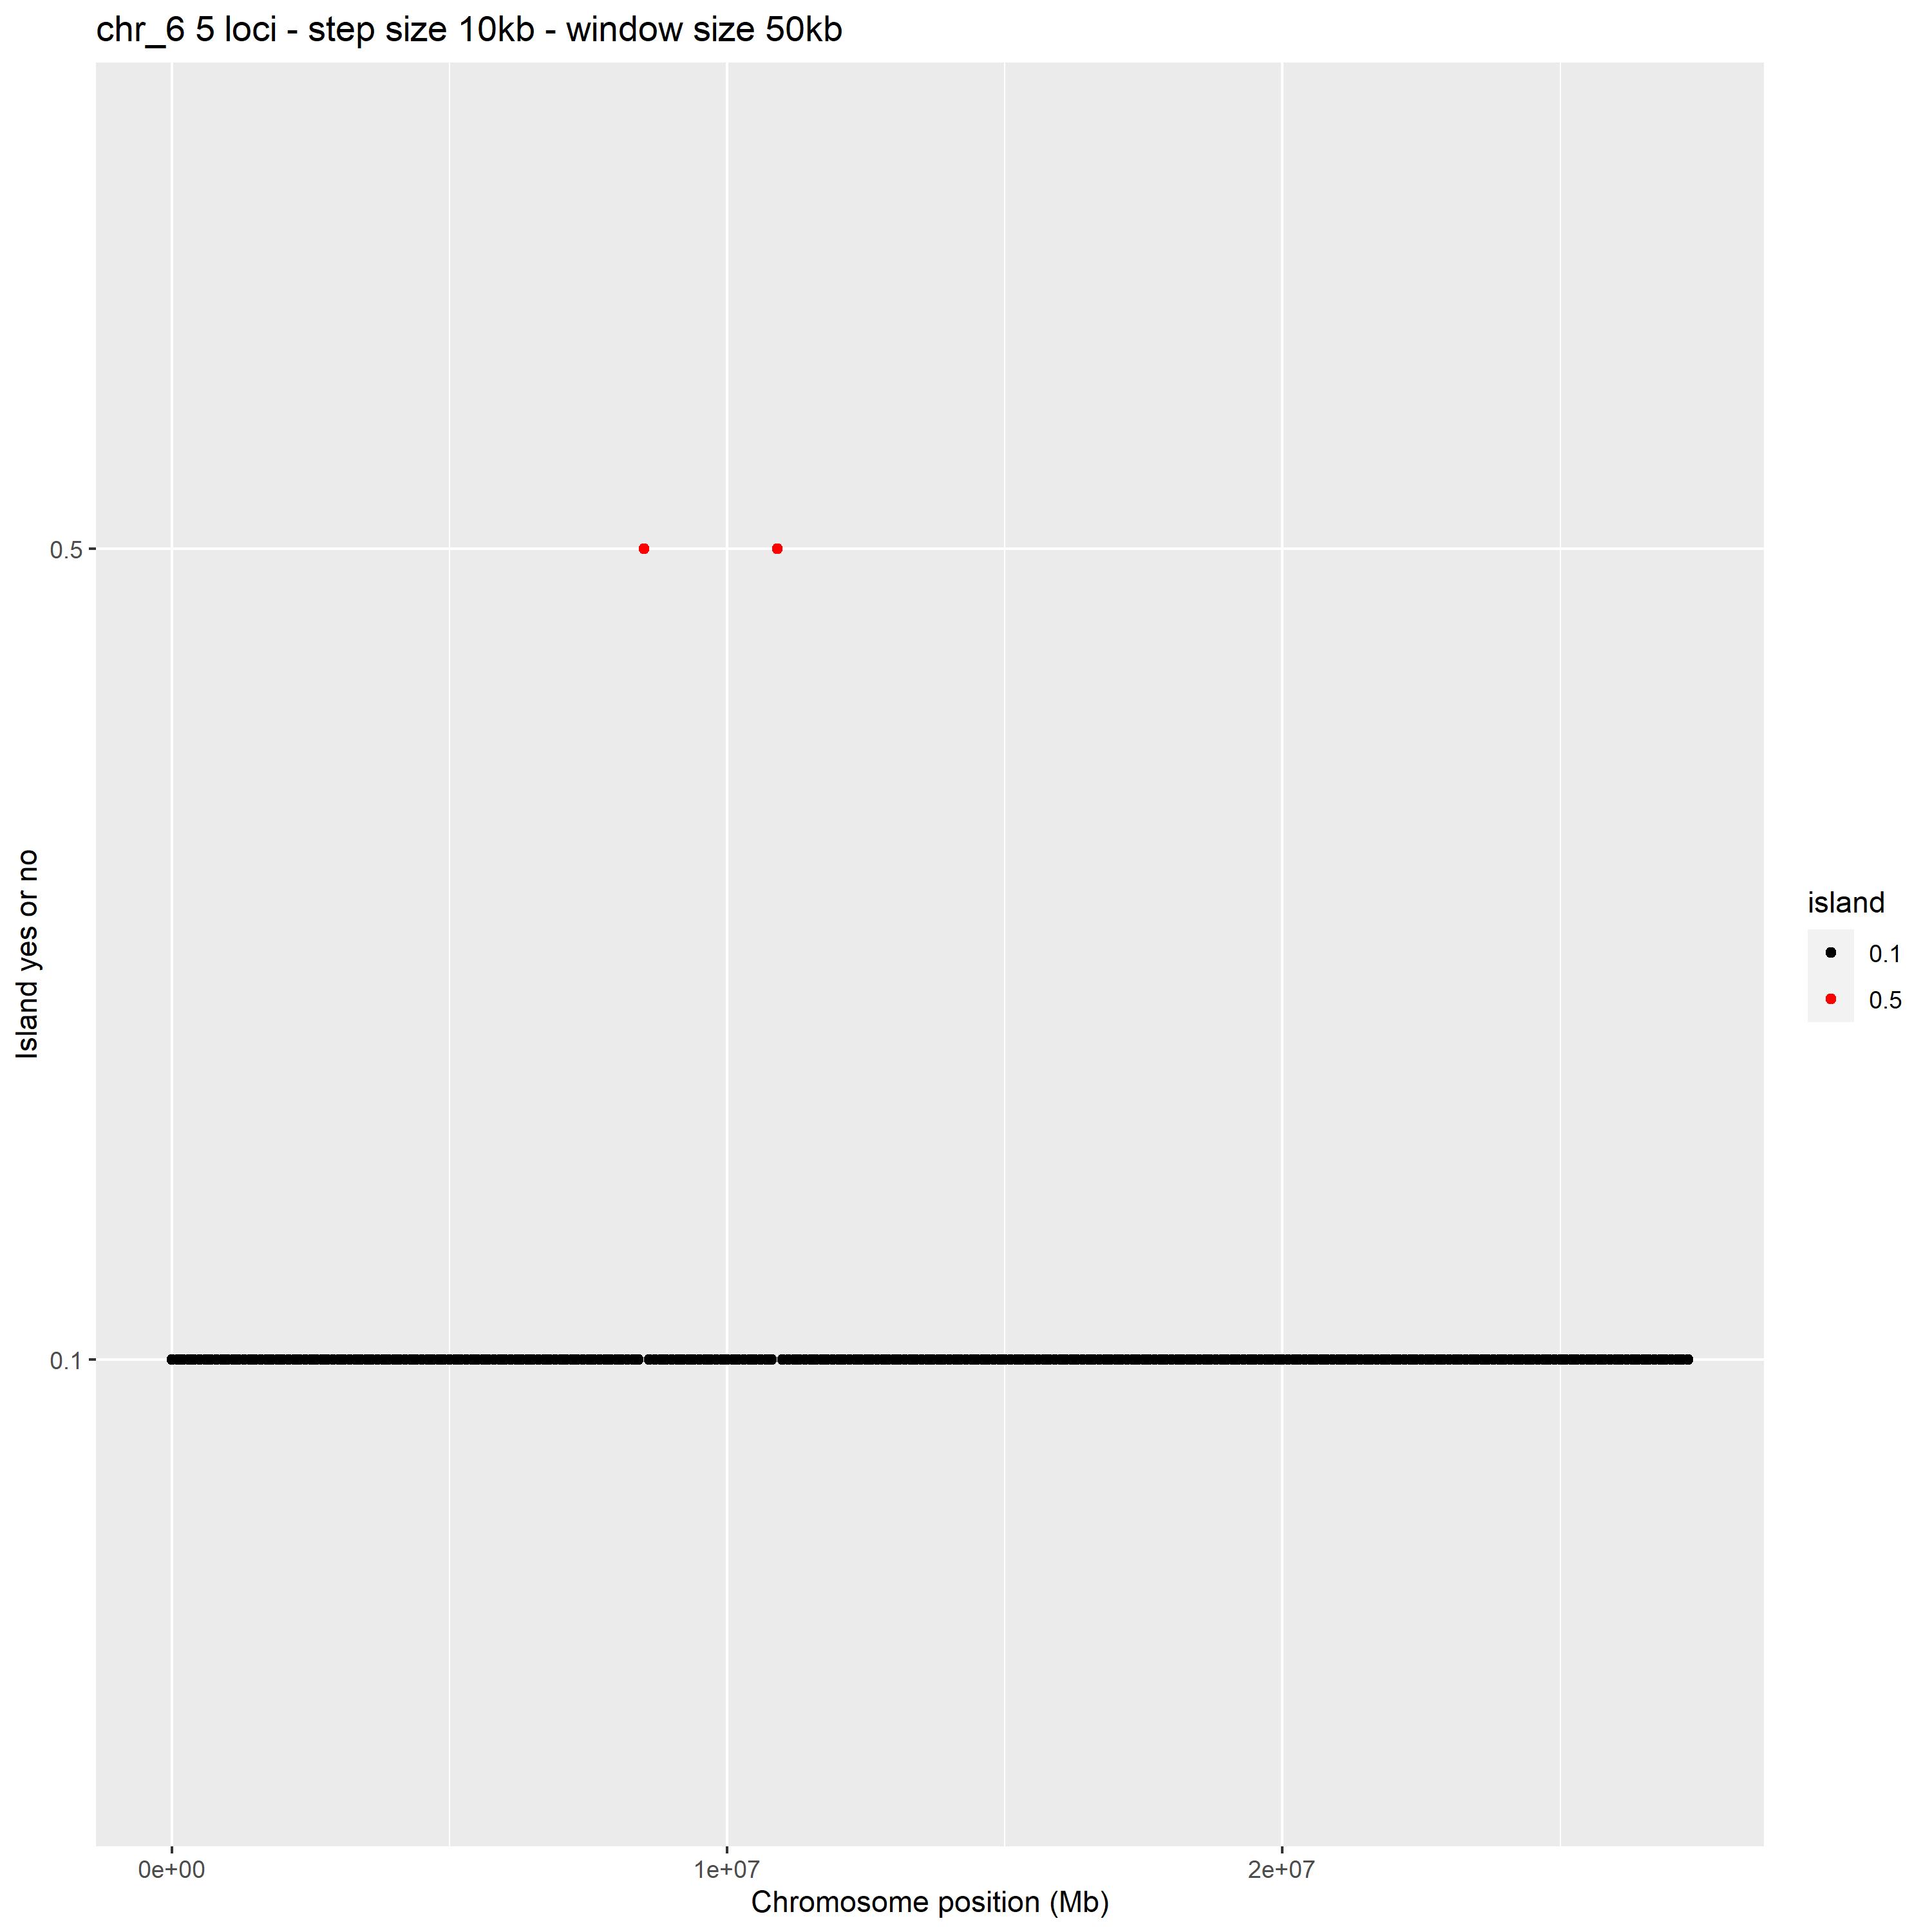 chr_6 5 loci - step size 10kb - window size 50kb
Island yes or no
0.5
0.1
0e+00
1e+07
2e+07
Chromosome position (Mb)
island
0.1
0.5